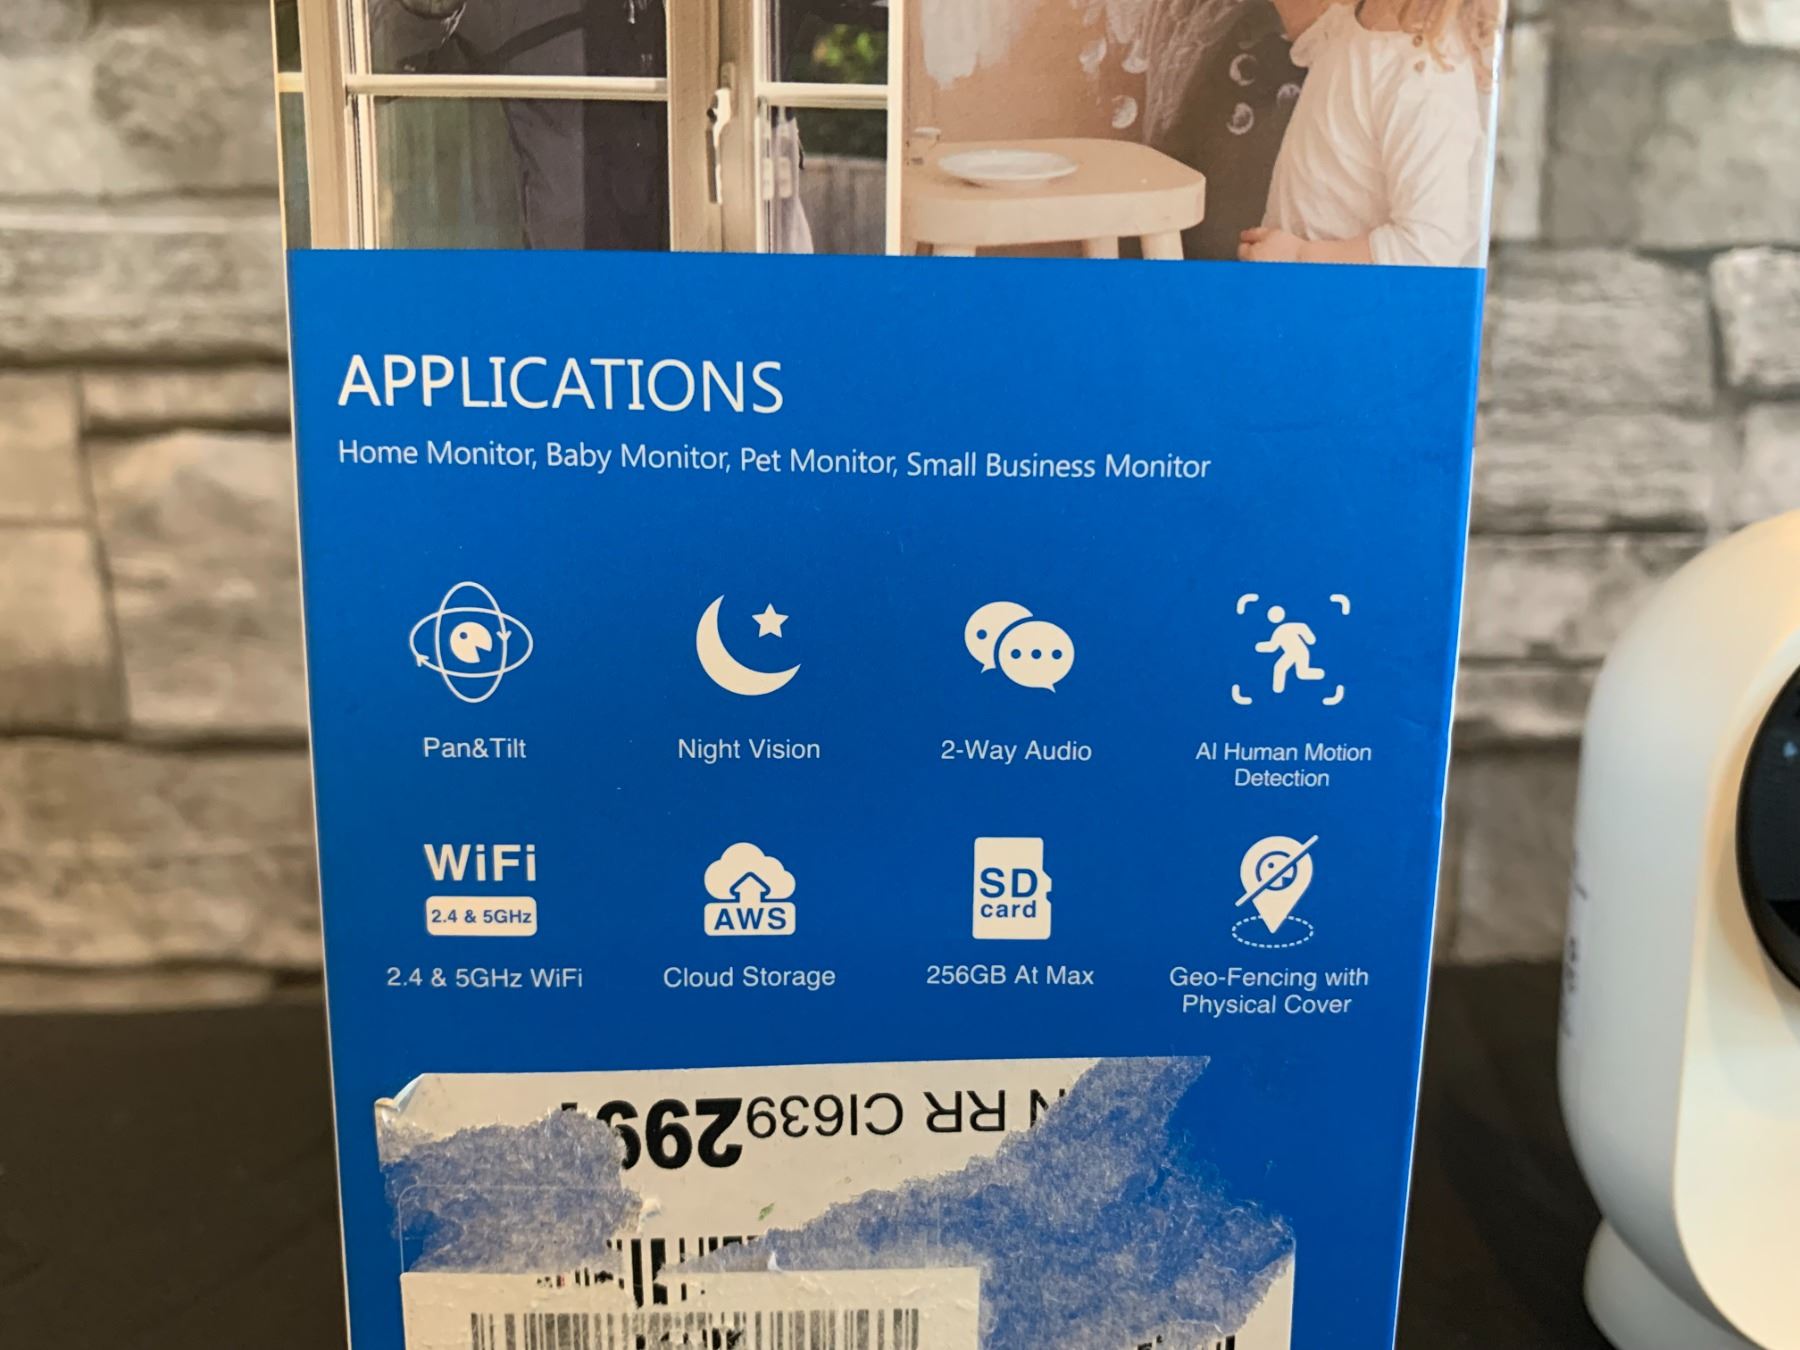 APPLICATIONS
Home Monitor, Baby Monitor, Pet Monitor, Small Business Monitor
Pan&Tilt
Night Vision
2-Way Audio
AI Human Motion
Detection
WiFi
2.4 & 5GHz
AWS
SD
card
2.4 & 5GHz WiFi
Cloud Storage
256GB At Max
Geo-Fencing with
Physical Cover
N RR CI639299